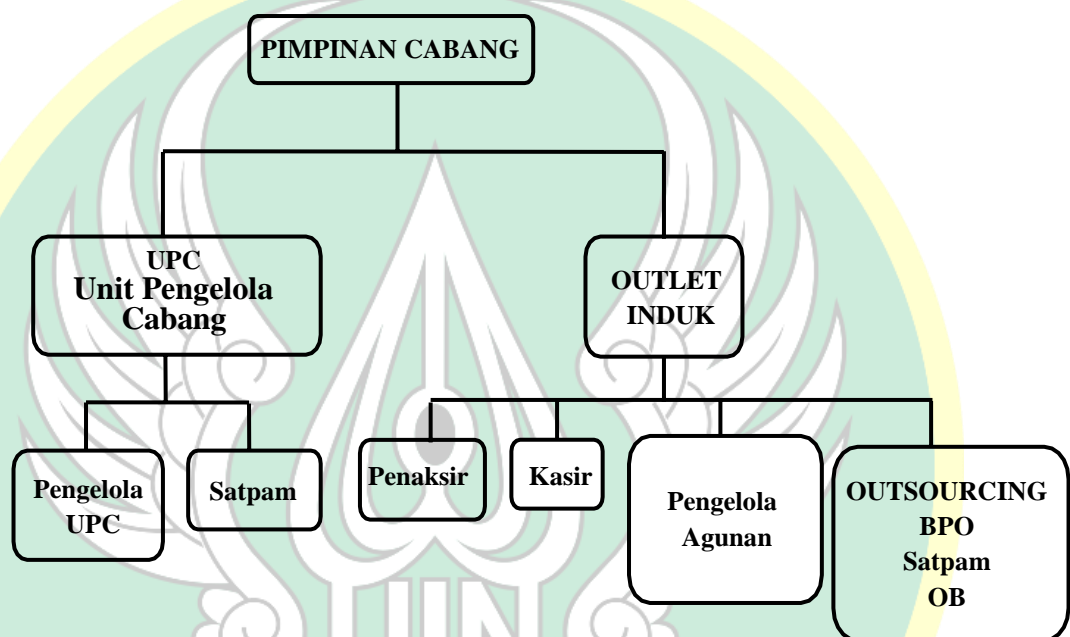 PIMPINAN CABANG
UPC
Unit Pengelola
Cabang
OUTLET
INDUK
Pengelola
UPC
Satpam
Penaksir
Kasir
Pengelola
Agunan
OUTSOURCING
BPO
Satpam
OB
UIN